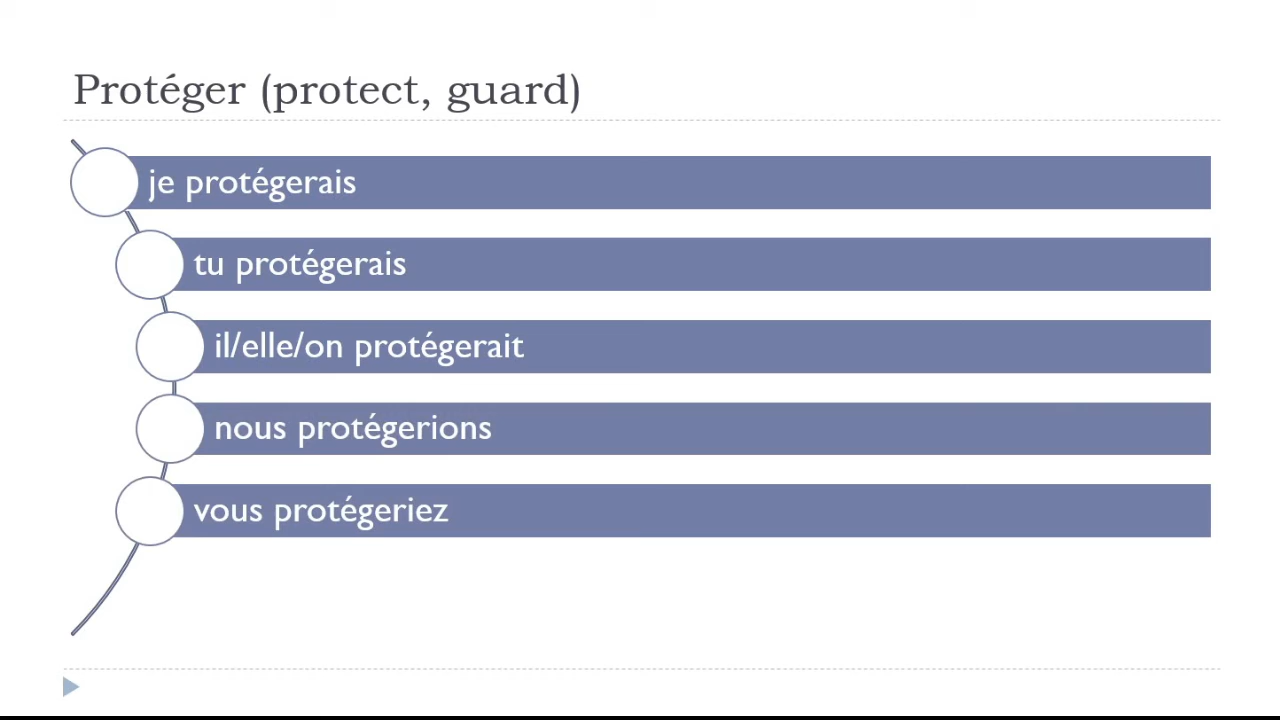 Protéger (protect, guard)
je protégerais
tu protégerais
il/elle/on protégerait
nous protégerions
vous protégeriez